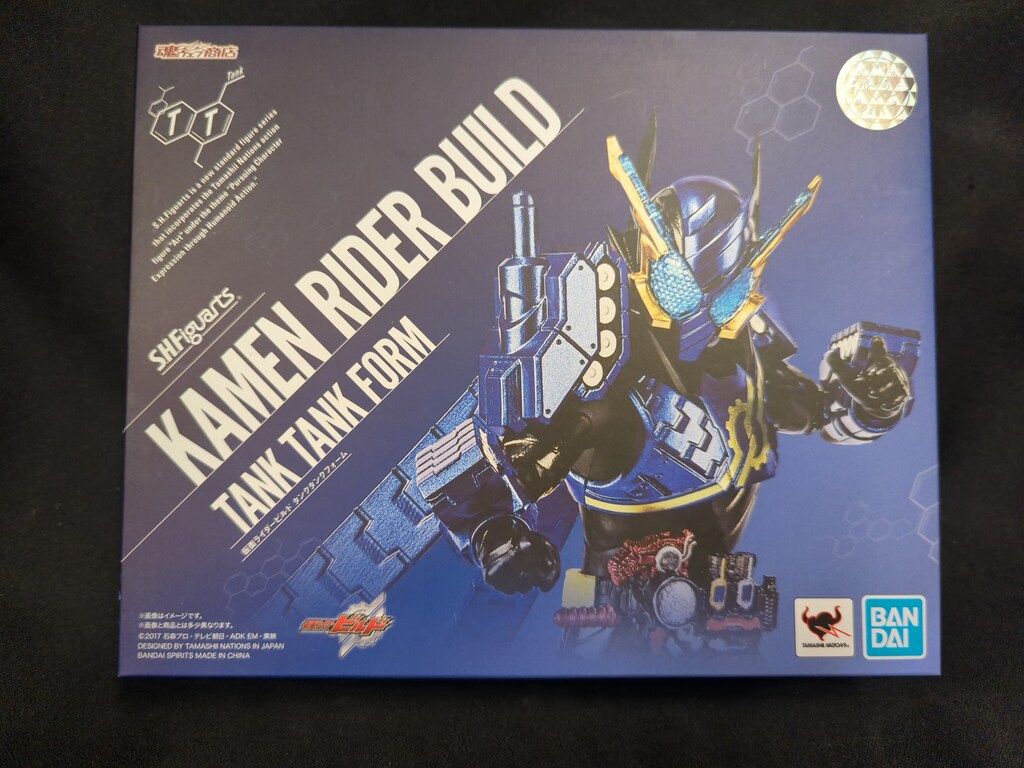 魂ウェブ商店
Tank
T T
S.H.Figuarts is a new standard figure series
that incorporates the Tamashii Nations action
figure "Art" under the theme "Pursuing Character
Expression through Humanoid Action."
S.H.Figuarts
KAMEN RIDER BUILD
TANK TANK FORM
仮面ライダービルド タンクタンクフォーム
※画像はイメージです。
※画像と商品とは多少異なります。
©2017 石森プロ・テレビ朝日・ADK EM・東映
DESIGNED BY TAMASHII NATIONS IN JAPAN
BANDAI SPIRITS MADE IN CHINA
仮面ライダービルド
TAMASHII NATIONS
BAN
DAI